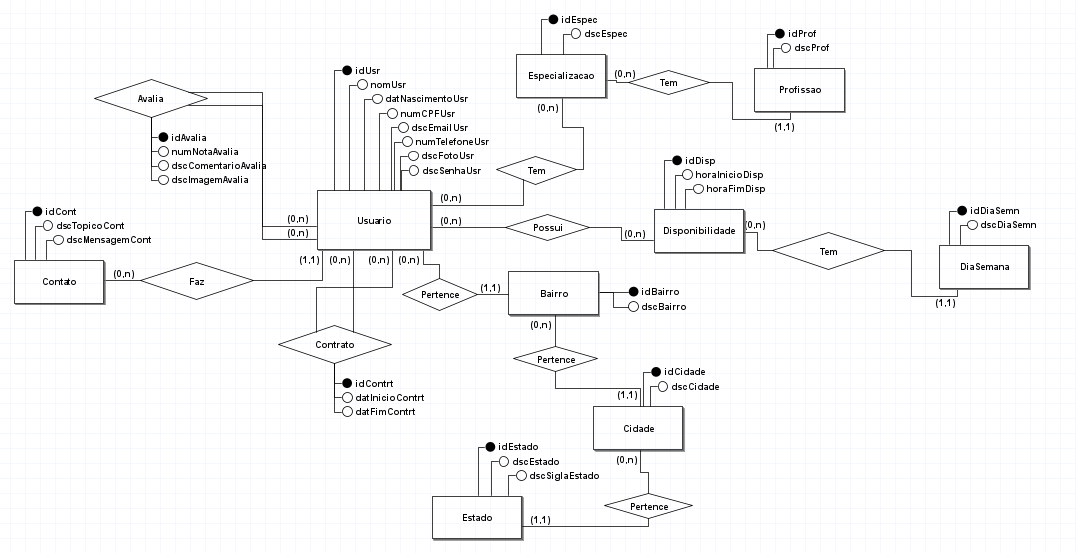 idEspec
dscEspec
Especializacao
(0,n)
(0,n)
Tem
idProf
dscProf
Profissao
(1,1)
Avalia
idAvalia
numNotaAvalia
dscComentarioAvalia
dscImagemAvalia
idUsr
nomUsr
datNascimentoUsr
numCPFUsr
dscEmailUsr
numTelefoneUsr
dscFotoUsr
dscSenhaUsr
Usuario
(0,n)
(0,n)
(0,n)
(0,n)
(1,1)
(0,n)
(0,n)
(0,n)
Tem
Possui
(0,n)
idDisp
horaInicioDisp
horaFimDisp
Disponibilidade
(0,n)
Tem
idDiaSemn
dscDiaSemn
DiaSemana
(1,1)
idCont
dscTopicoCont
dscMensagemCont
Contato
(0,n)
Faz
Pertence
(1,1)
Bairro
idBairro
dscBairro
(0,n)
Contrato
idContrt
datInicioContrt
datFimContrt
Pertence
(1,1)
idCidade
dscCidade
Cidade
(0,n)
idEstado
dscEstado
dscSiglaEstado
Estado
(1,1)
Pertence